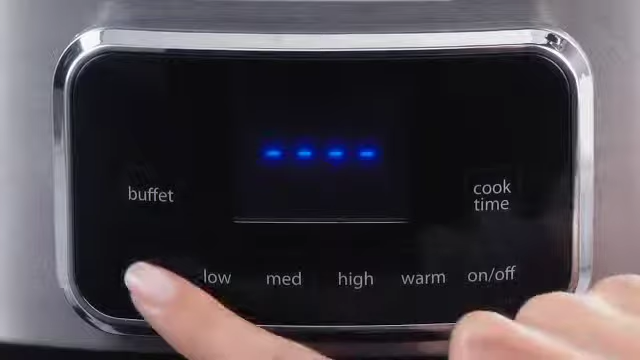 ----
buffet
cook
time
low med high warm on/off